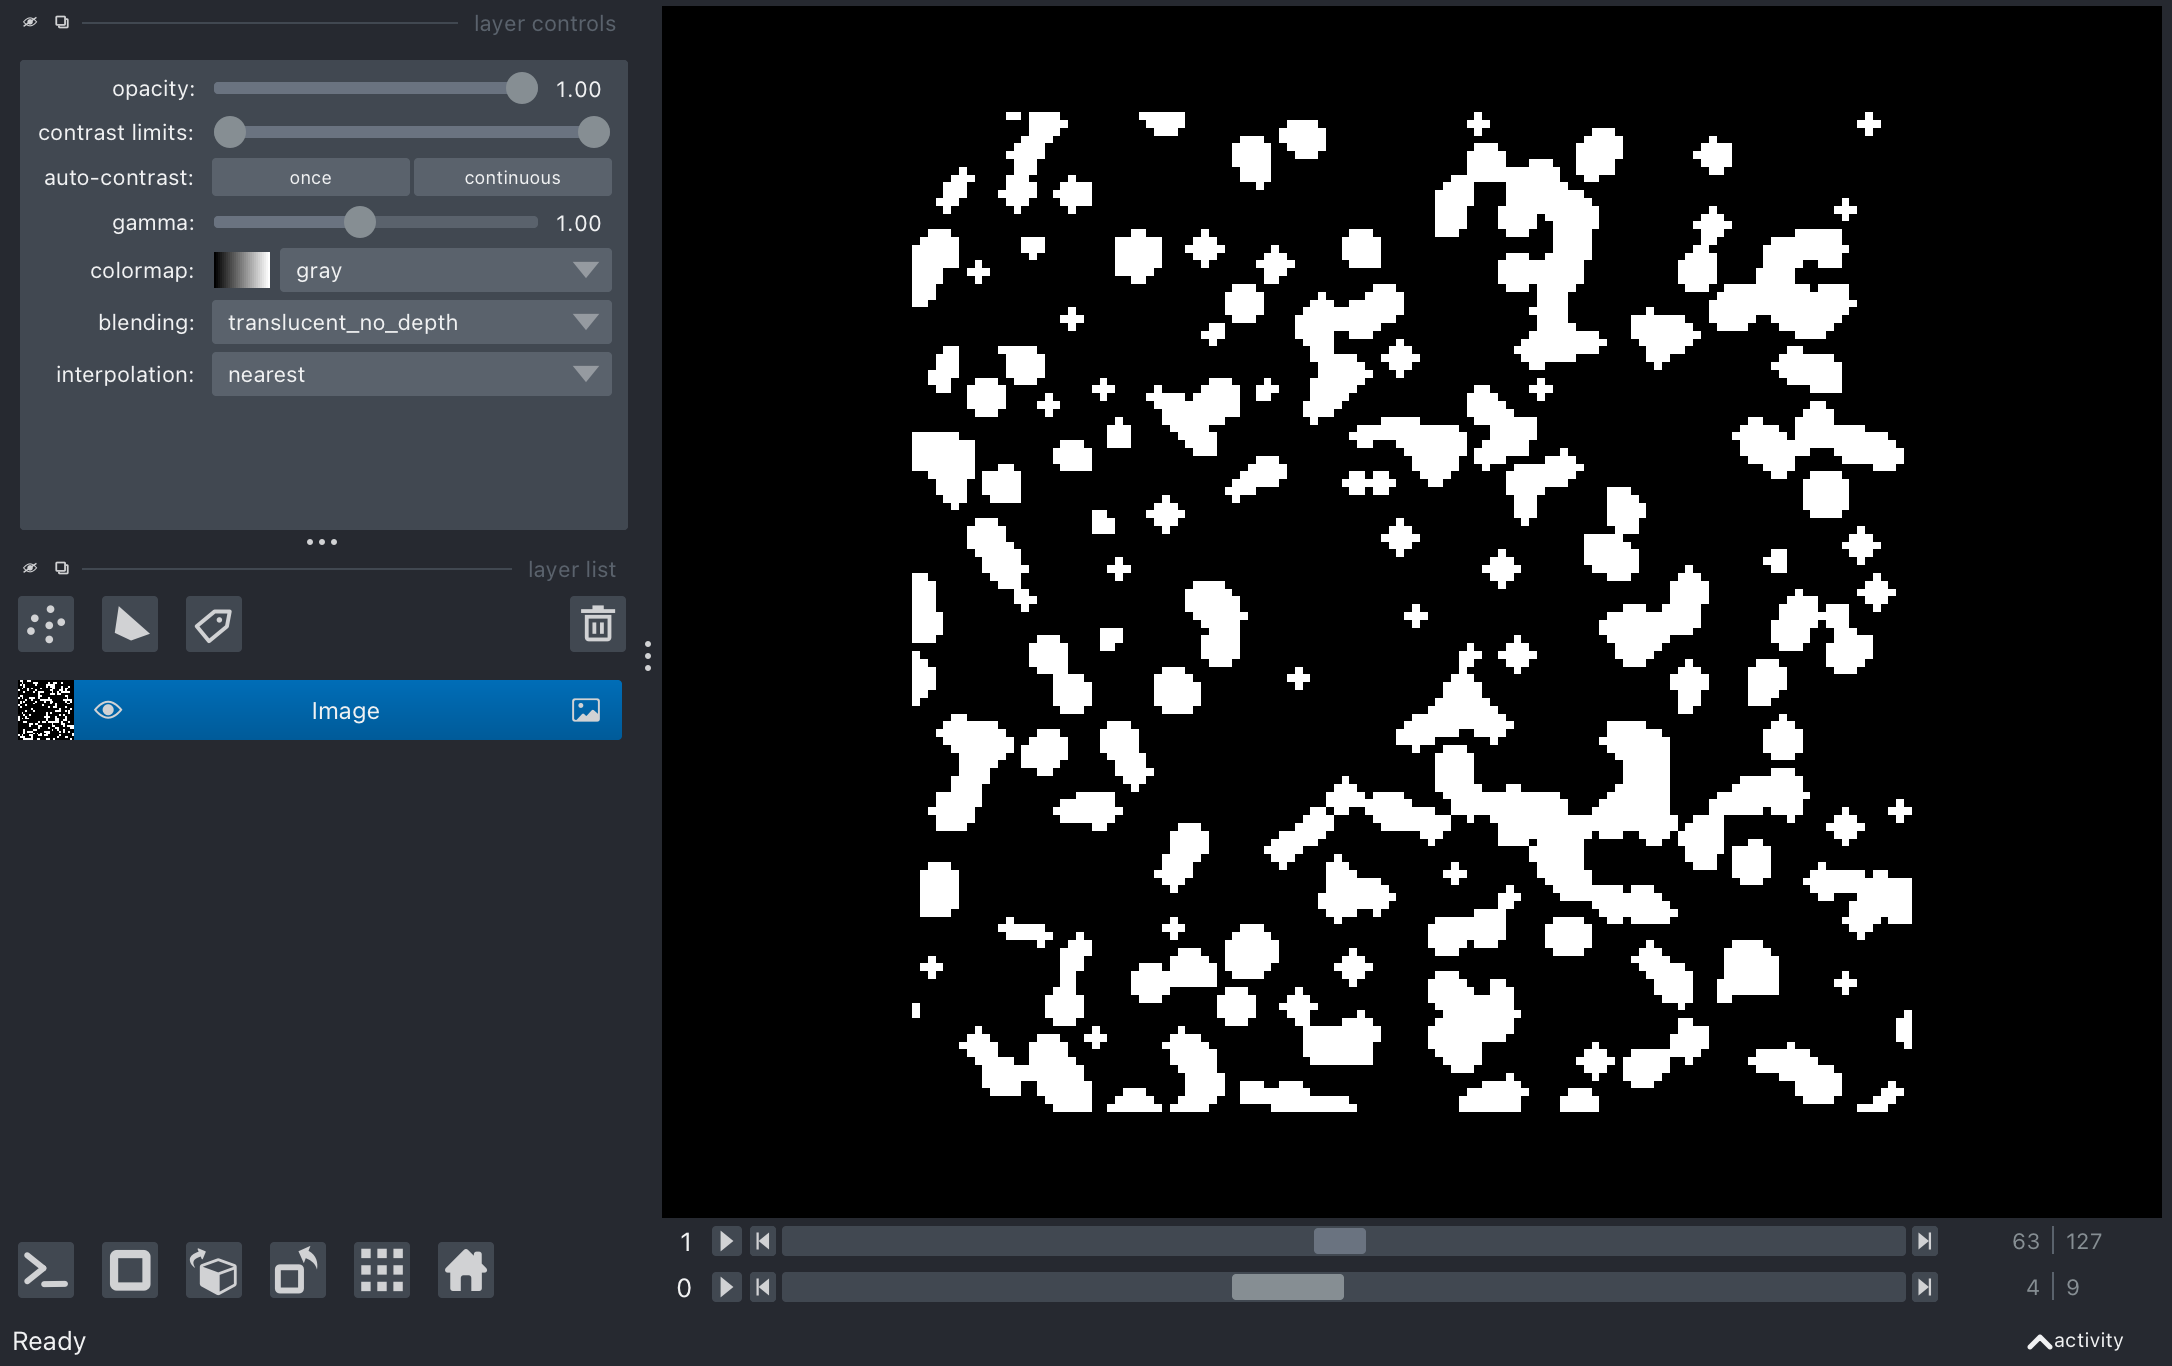 layer controls
opacity: 1.00
contrast limits:
auto-contrast: once continuous
gamma: 1.00
colormap: gray
blending: translucent_no_depth
interpolation: nearest
layer list
Image
1 63 127
0 4 9
Ready
activity